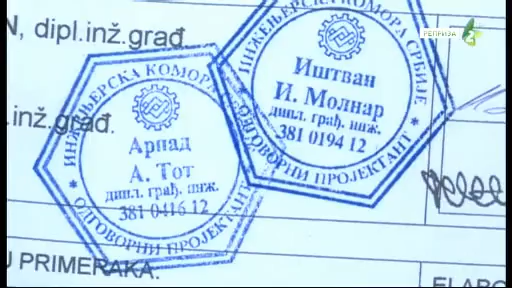 РЕПРИЗА
N, dipl.inž.građ.
ИНЖЕЊЕРСКА КОМОРА СРБИЈЕ
Иштван
И. Молнар
дипл. грађ. инж.
381 0194 12
ОДГОВОРНИ ПРОЈЕКТАНТ
.inž.građ.
ИНЖЕЊЕРСКА КОМОРА
Арпад
А. Тот
дипл. грађ. инж.
381 0416 12
ОДГОВОРНИ ПРОЈЕКТАНТ
U PRIMERAKA.
ELABO